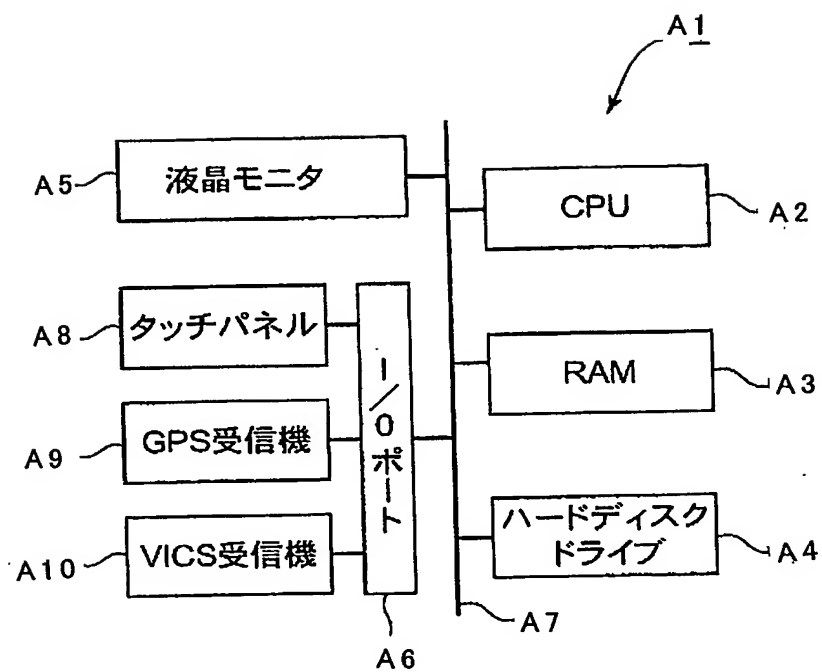 A1
液晶モニタ
A5
CPU
A2
タッチパネル
A8
I/Oポート
RAM
A3
GPS受信機
A9
ハードディスク
ドライブ
A4
VICS受信機
A10
A7
A6